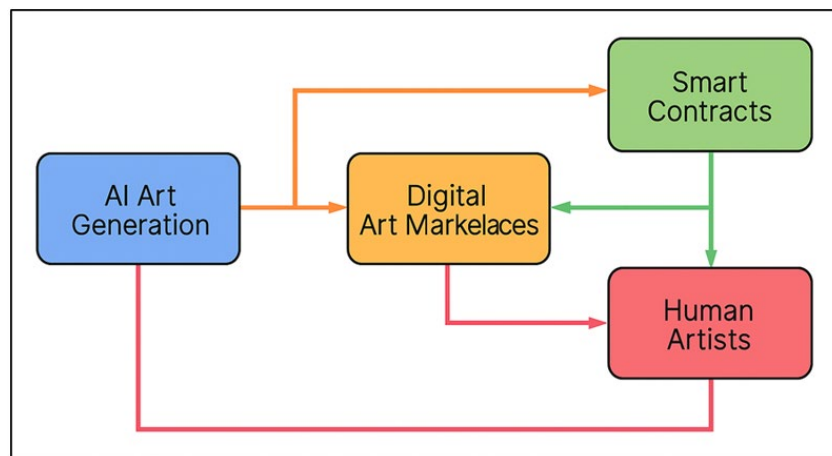 AI Art
Generation
Digital
Art Markelaces
Smart
Contracts
Human
Artists